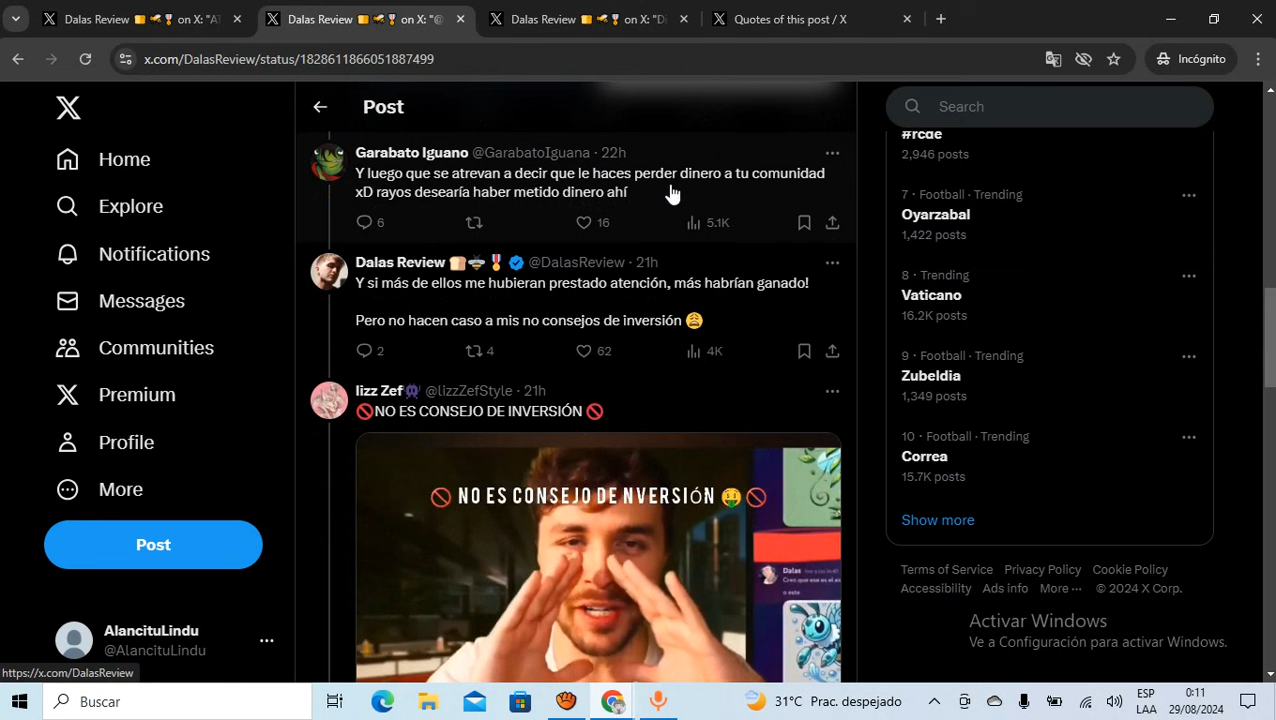 Dalas Review 🍞🐝🎖️ on X: "A
Dalas Review 🍞🐝🎖️ on X: "@
Dalas Review 🍞🐝🎖️ on X: "D
Quotes of this post / X
x.com/DalasReview/status/1828611866051887499
Incógnito
Post
Search
Home
Explore
Notifications
Messages
Communities
Premium
Profile
More
Post
AlancituLindu
@AlancituLindu
https://x.com/DalasReview
Garabato Iguano @GarabatoIguana · 22h
Y luego que se atrevan a decir que le haces perder dinero a tu comunidad
xD rayos desearía haber metido dinero ahí
6 16 5.1K
Dalas Review 🍞🐝🎖️ @DalasReview · 21h
Y si más de ellos me hubieran prestado atención, más habrían ganado!
Pero no hacen caso a mis no consejos de inversión 😩
2 4 62 4K
lizz Zef @lizzZefStyle · 21h
🚫NO ES CONSEJO DE INVERSIÓN 🚫
🚫 NO ES CONSEJO DE NVERSIÓN 🤑🚫
Dalas
#rcde
2,946 posts
7 · Football · Trending
Oyarzabal
1,422 posts
8 · Trending
Vaticano
16.2K posts
9 · Football · Trending
Zubeldia
1,349 posts
10 · Football · Trending
Correa
15.7K posts
Show more
Terms of Service Privacy Policy Cookie Policy
Accessibility Ads info More ··· © 2024 X Corp.
Activar Windows
Ve a Configuración para activar Windows.
Buscar
31°C Prac. despejado
ESP
LAA
0:11
29/08/2024